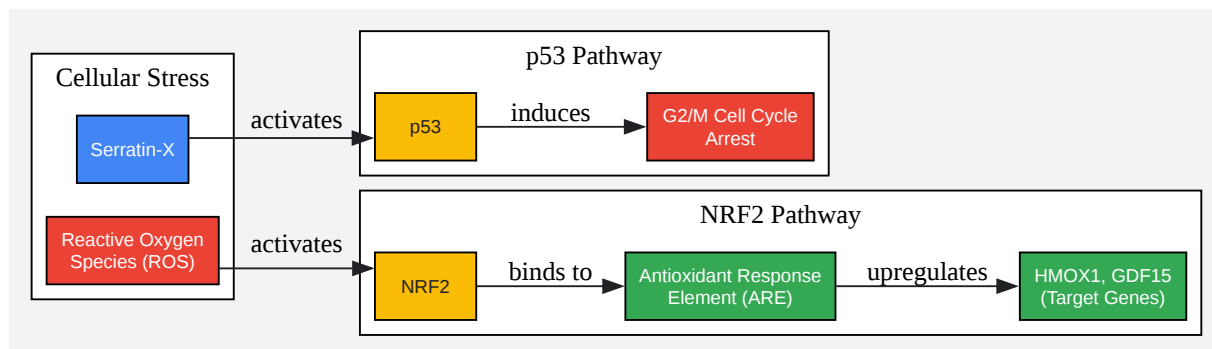 Cellular Stress
Serratin-X
Reactive Oxygen
Species (ROS)
activates
activates
p53 Pathway
p53
induces
G2/M Cell Cycle
Arrest
NRF2 Pathway
NRF2
binds to
Antioxidant Response
Element (ARE)
upregulates
HMOX1, GDF15
(Target Genes)